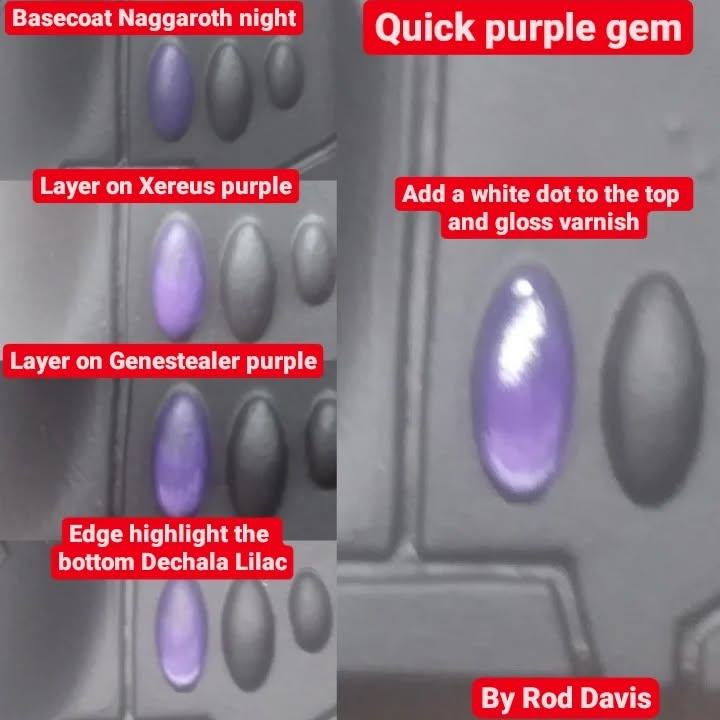 Quick purple gem
Basecoat Naggaroth night
Layer on Xereus purple
Layer on Genestealer purple
Edge highlight the
bottom Dechala Lilac
Add a white dot to the top
and gloss varnish
By Rod Davis